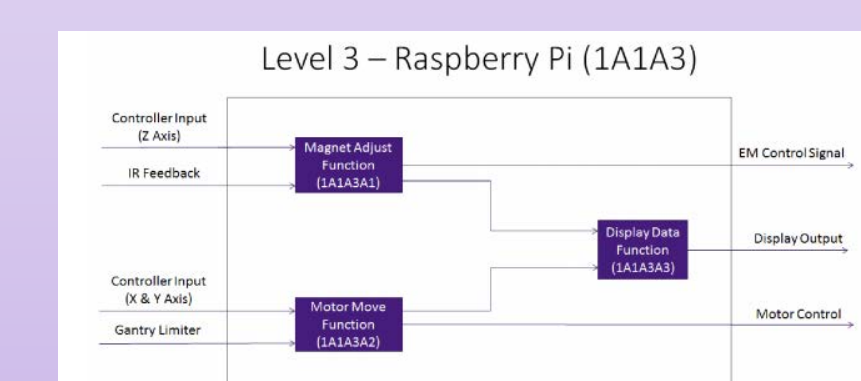 Level 3 – Raspberry Pi (1A1A3)
Controller Input
(Z Axis)
IR Feedback
Magnet Adjust
Function
(1A1A3A1)
EM Control Signal
Display Data
Function
(1A1A3A3)
Display Output
Controller Input
(X & Y Axis)
Gantry Limiter
Motor Move
Function
(1A1A3A2)
Motor Control